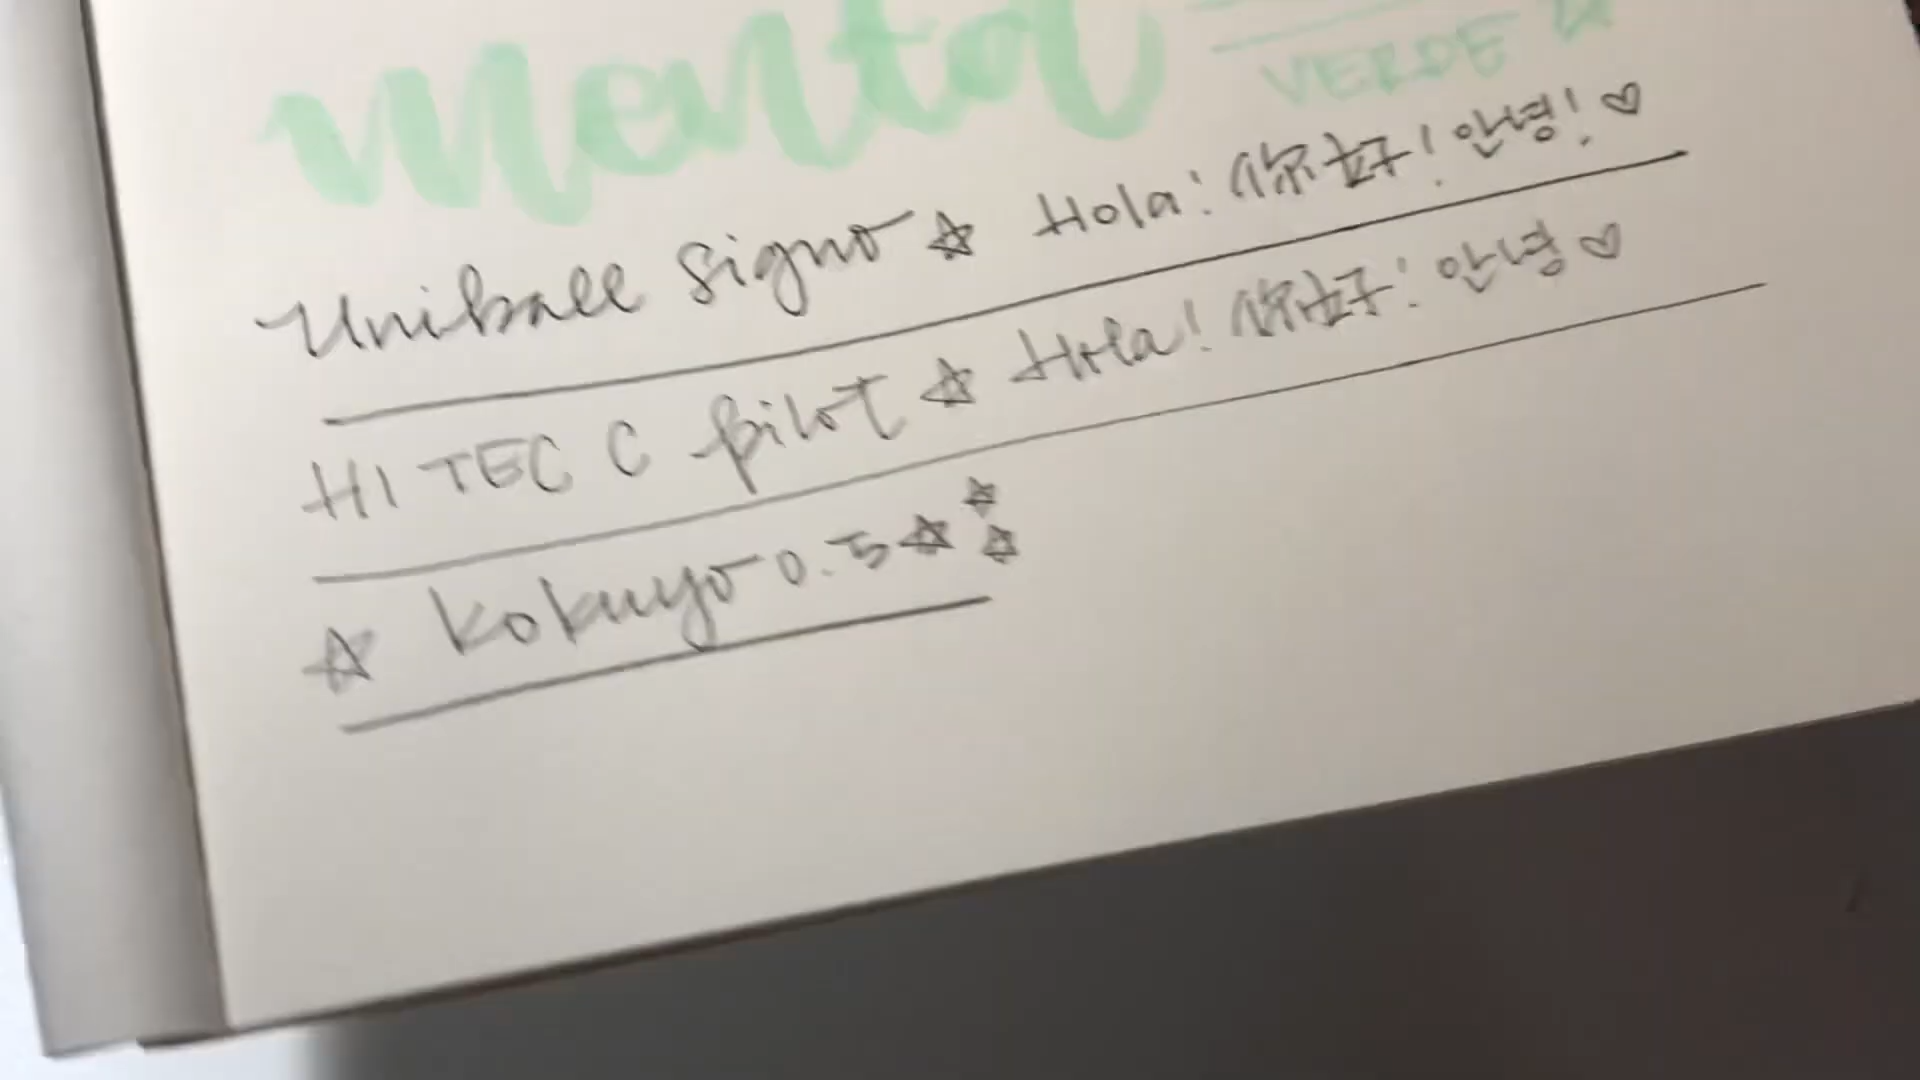 menta
VERDE ☆
Uniball Signo ☆ Hola! 你好! 안녕! ♡
HI TEC C pilot ☆ Hola! 你好! 안녕 ♡
☆ Kokuyo 0.5 ☆ ☆ ☆